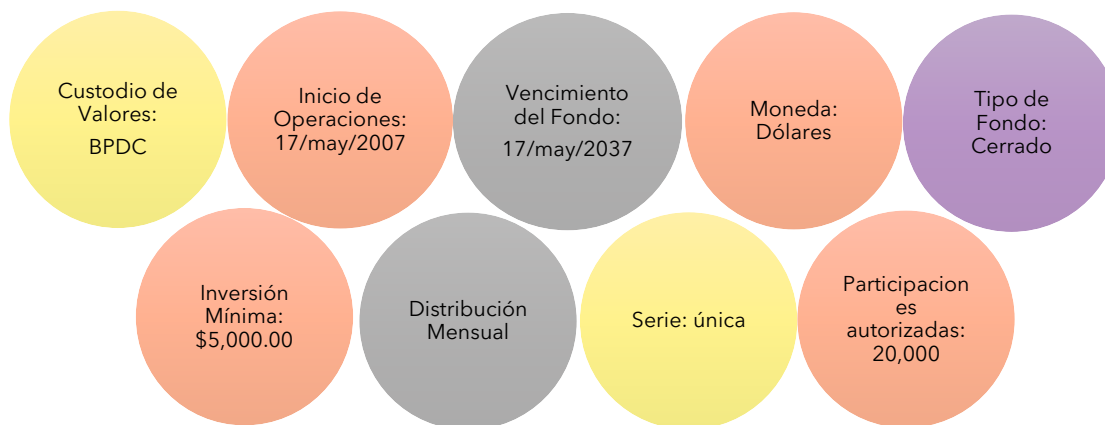 Custodio de
Valores:
BPDC
Inicio de
Operaciones:
17/may/2007
Vencimiento
del Fondo:
17/may/2037
Moneda:
Dólares
Tipo de
Fondo:
Cerrado
Inversión
Mínima:
$5,000.00
Distribución
Mensual
Serie: única
Participacion
es
autorizadas:
20,000